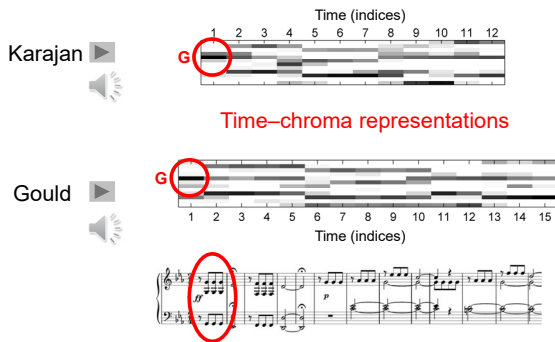 Time (indices)
1 2 3 4 5 6 7 8 9 10 11 12
Karajan
G
Time–chroma representations
Gould
G
1 2 3 4 5 6 7 8 9 10 11 12 13 14 15
Time (indices)
ff
p